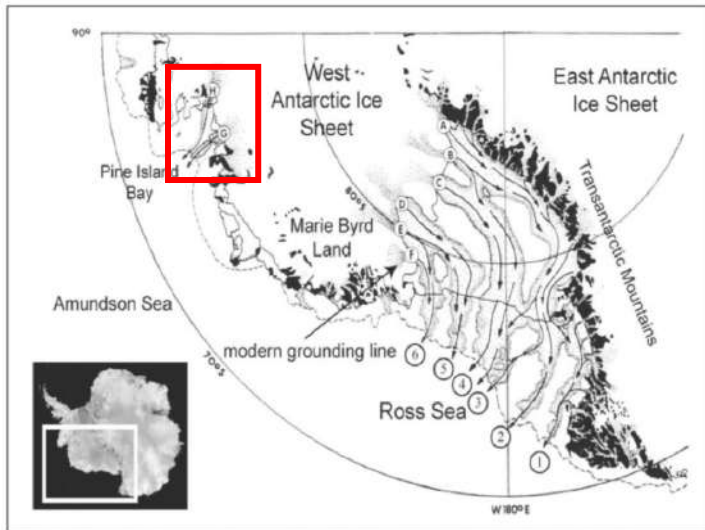 90°
West
Antarctic Ice
Sheet
East Antarctic
Ice Sheet
H
G
A
B
C
D
E
F
Pine Island
Bay
80°S
Marie Byrd
Land
Transantarctic Mountains
Amundson Sea
modern grounding line
70°S
6
5
4
3
2
1
Ross Sea
W180°E